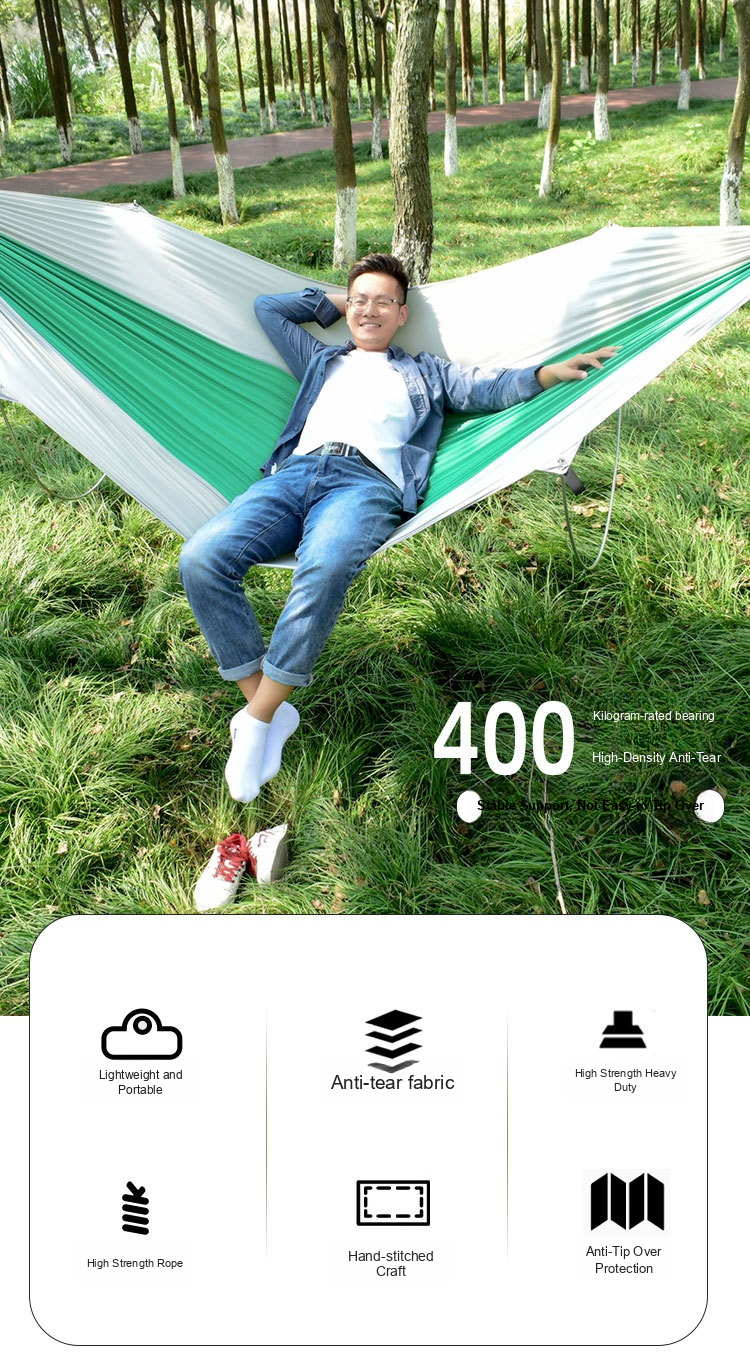 400
Kilogram-rated bearing
High-Density Anti-Tear
Stable Support, Not Easy to Tip Over
Lightweight and
Portable
Anti-tear fabric
High Strength Heavy
Duty
High Strength Rope
Hand-stitched
Craft
Anti-Tip Over
Protection